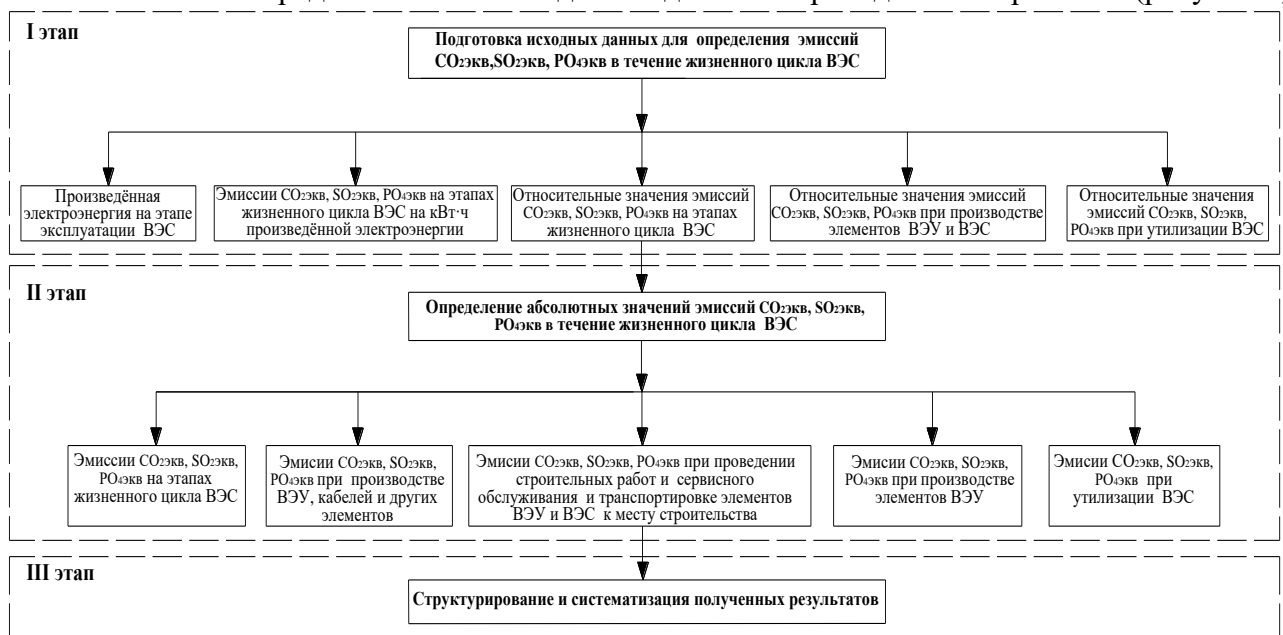 I этап
Подготовка исходных данных для определения эмиссий
CO₂экв,SO₂экв, PO₄экв в течение жизненного цикла ВЭС
Произведённая
электроэнергия на этапе
эксплуатации ВЭС
Эмиссии CO₂экв, SO₂экв, PO₄экв на этапах
жизненного цикла ВЭС на кВт·ч
произведённой электроэнергии
Относительные значения эмиссий
CO₂экв, SO₂экв, PO₄экв на этапах
жизненного цикла ВЭС
Относительные значения эмиссий
CO₂экв, SO₂экв, PO₄экв при производстве
элементов ВЭУ и ВЭС
Относительные значения
эмиссий CO₂экв, SO₂экв,
PO₄экв при утилизации ВЭС
II этап
Определение абсолютных значений эмиссий CO₂экв, SO₂экв,
PO₄экв в течение жизненного цикла ВЭС
Эмиссии CO₂экв, SO₂экв,
PO₄экв на этапах
жизненного цикла ВЭС
Эмисии CO₂экв, SO₂экв,
PO₄экв при производстве
ВЭУ, кабелей и других
элементов
Эмисии CO₂экв, SO₂экв, PO₄экв при проведении
строительных работ и сервисного
обслуживания и транспортировке элементов
ВЭУ и ВЭС к месту строительства
Эмисии CO₂экв, SO₂экв,
PO₄экв при производстве
элементов ВЭУ
Эмиссии CO₂экв, SO₂экв,
PO₄экв при
утилизации ВЭС
III этап
Структурирование и систематизация полученных результатов